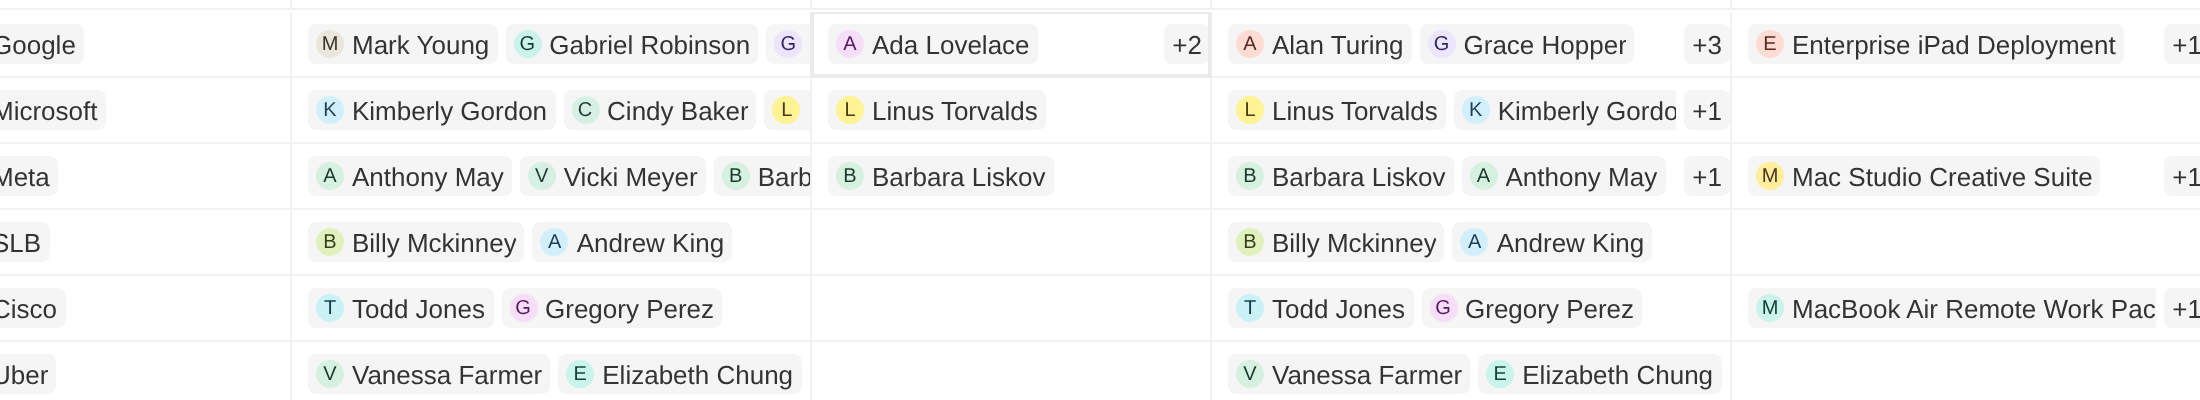 Google M Mark Young G Gabriel Robinson G A Ada Lovelace +2 A Alan Turing G Grace Hopper +3 E Enterprise iPad Deployment +1
Microsoft K Kimberly Gordon C Cindy Baker L L Linus Torvalds L Linus Torvalds K Kimberly Gordo +1
Meta A Anthony May V Vicki Meyer B Barb B Barbara Liskov B Barbara Liskov A Anthony May +1 M Mac Studio Creative Suite +1
SLB B Billy Mckinney A Andrew King B Billy Mckinney A Andrew King
Cisco T Todd Jones G Gregory Perez T Todd Jones G Gregory Perez M MacBook Air Remote Work Pac +1
Uber V Vanessa Farmer E Elizabeth Chung V Vanessa Farmer E Elizabeth Chung